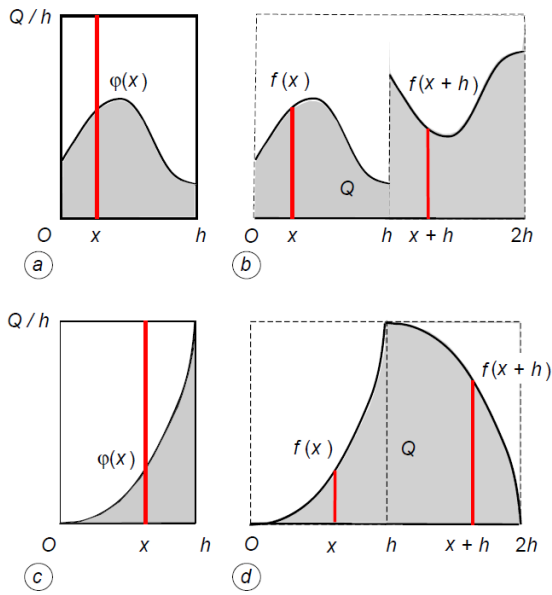 Q / h
φ(x)
O x h
a
f (x)
f (x + h)
Q
O x h x + h 2h
b
Q / h
φ(x)
O x h
c
f (x)
f (x + h)
Q
O x h x + h 2h
d